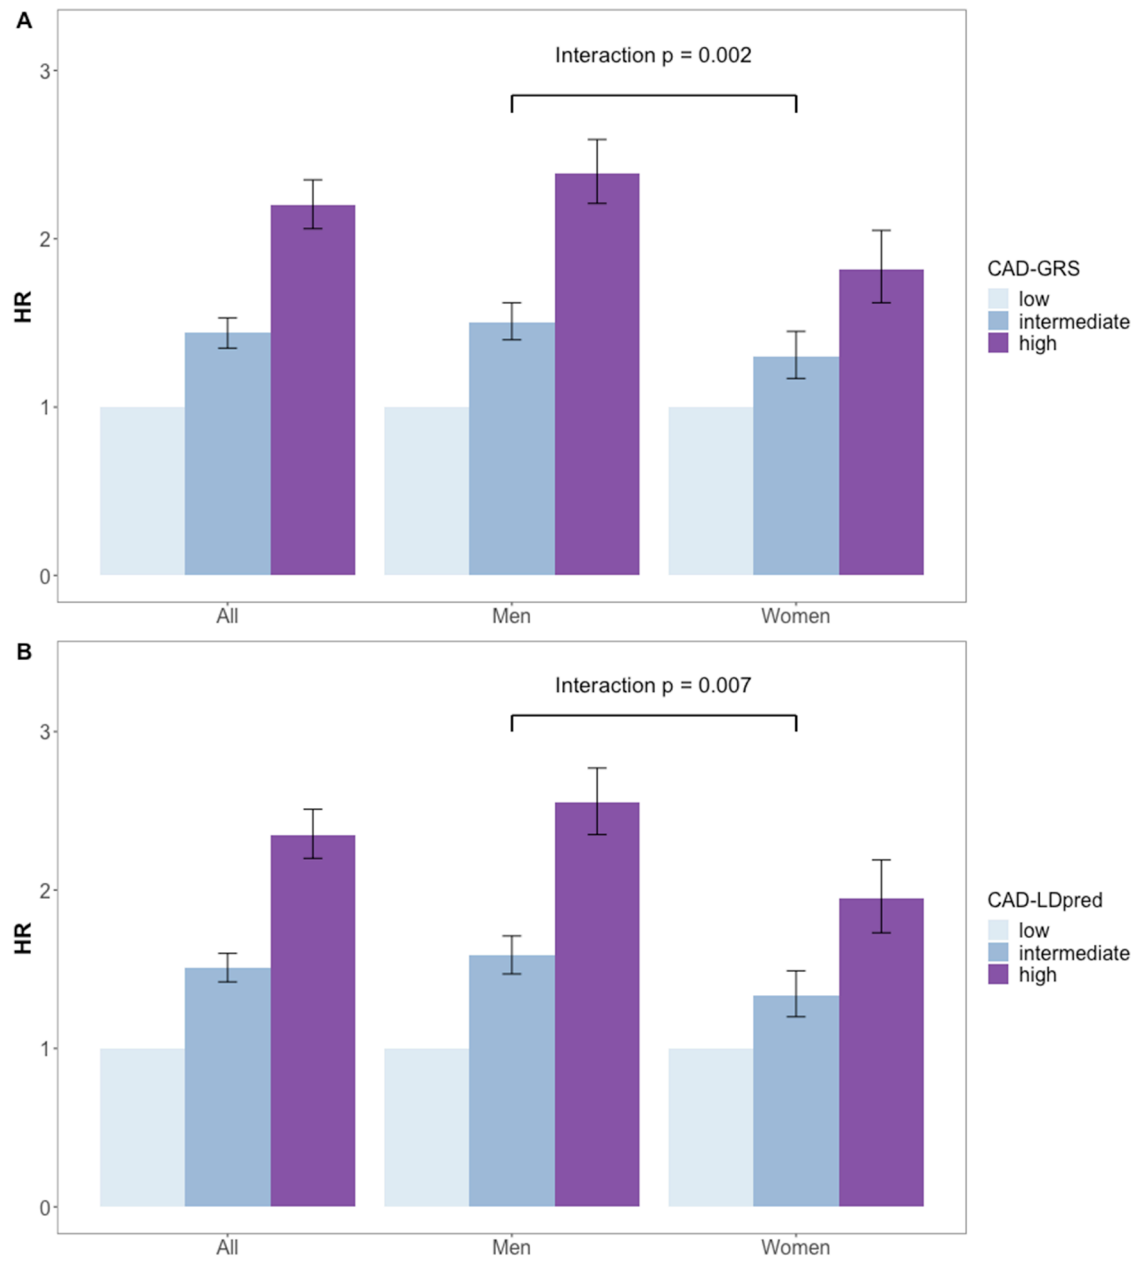 A
Interaction p = 0.002
3
2
1
0
HR
All
Men
Women
CAD-GRS
low
intermediate
high
B
Interaction p = 0.007
3
2
1
0
HR
All
Men
Women
CAD-LDpred
low
intermediate
high